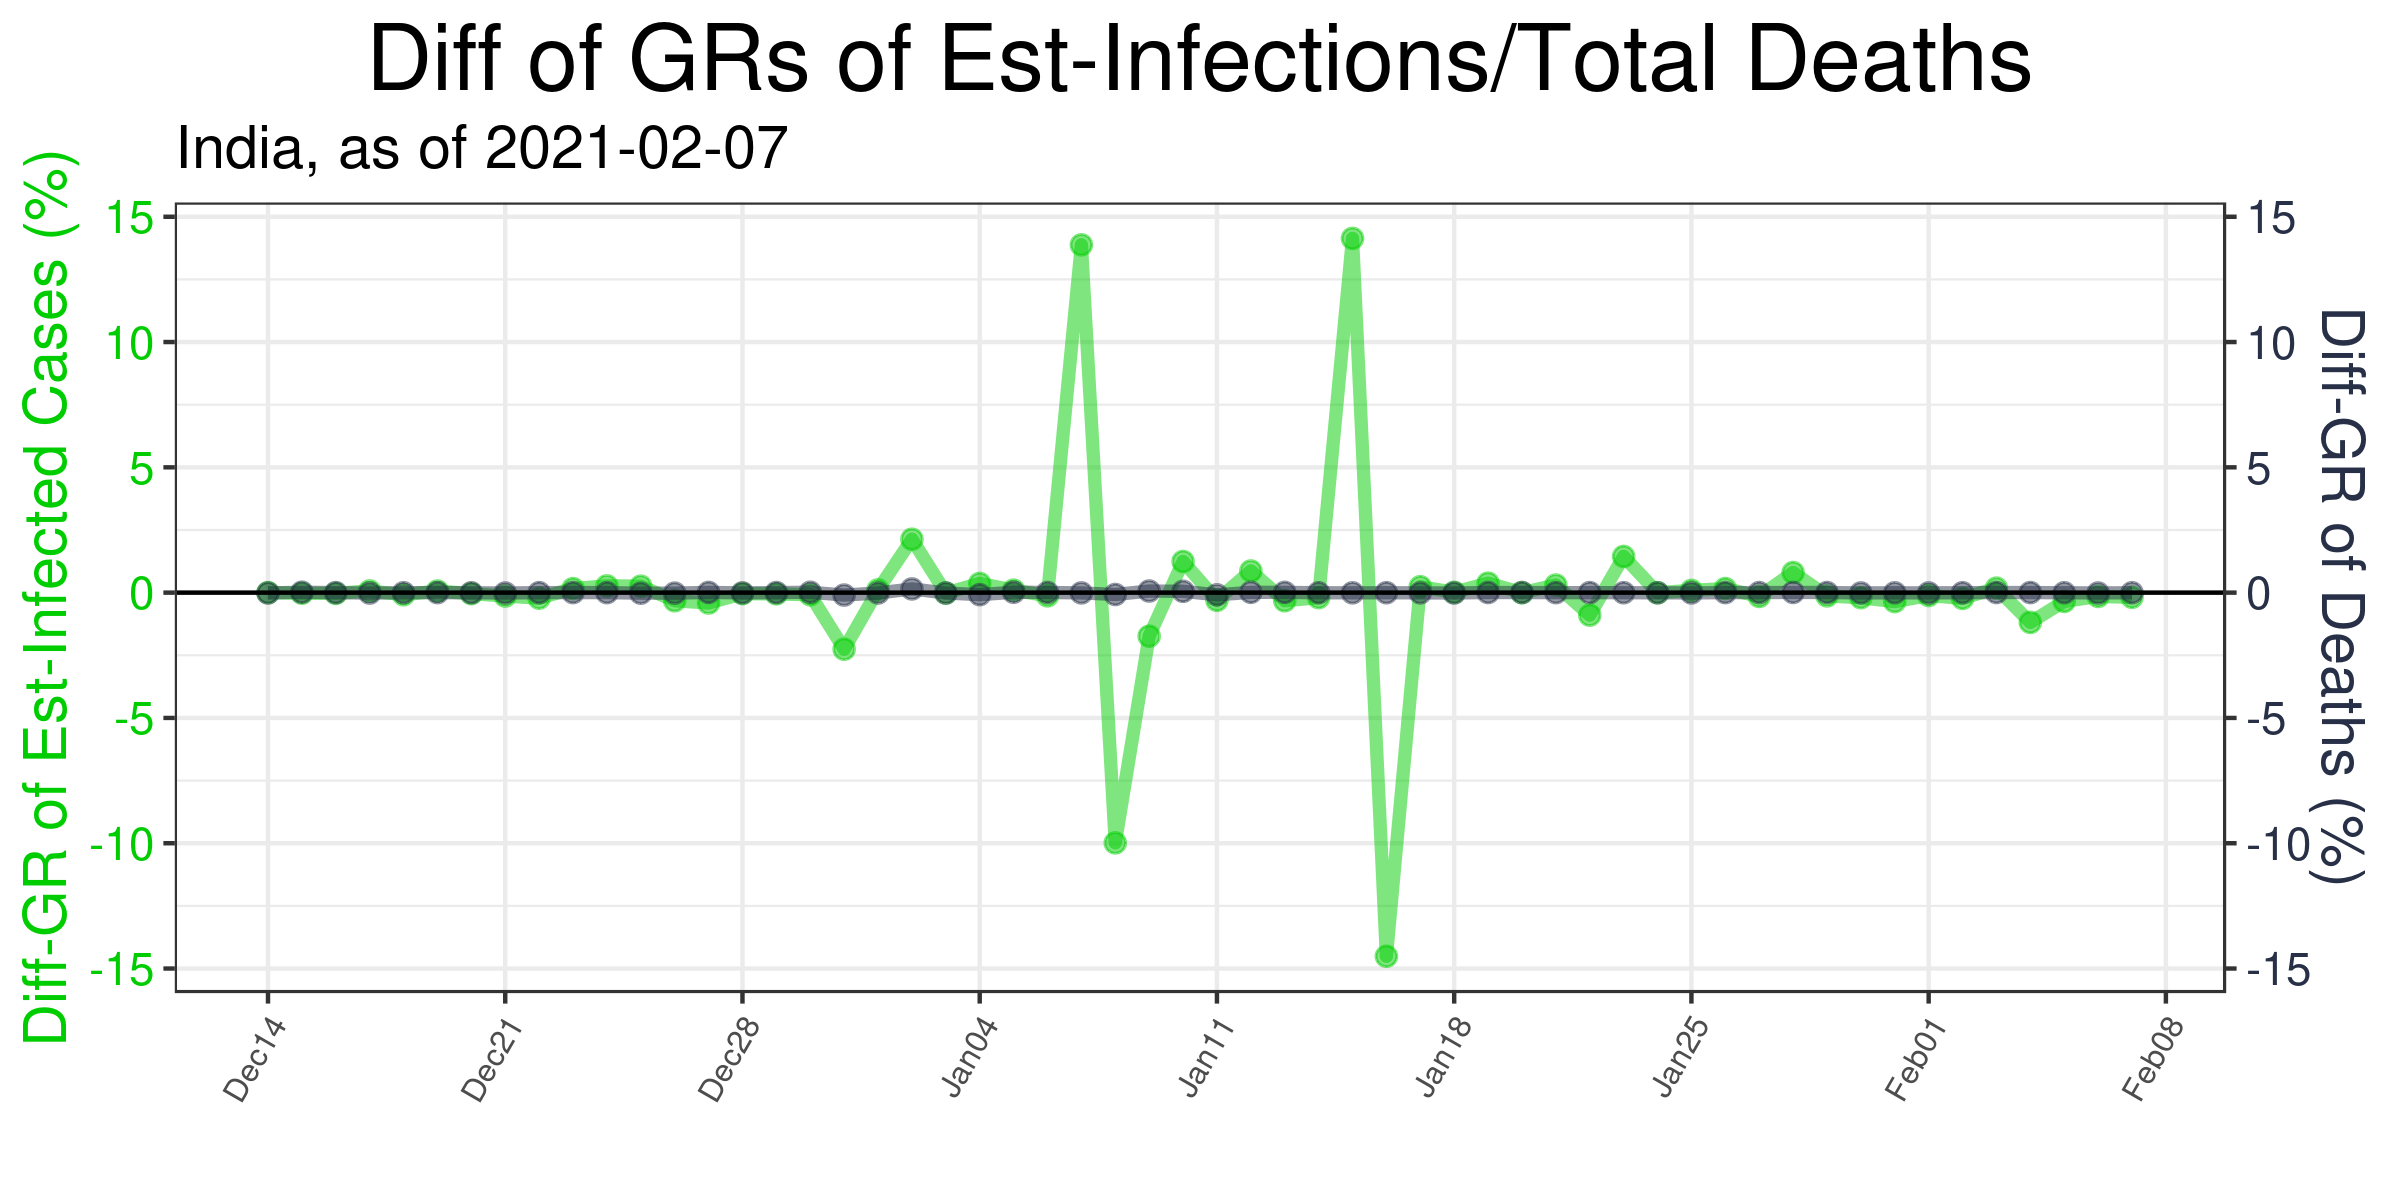 Diff of GRs of Est-Infections/Total Deaths
India, as of 2021-02-07
Diff-GR of Est-Infected Cases (%)
15
10
5
0
-5
-10
-15
15
10
5
0
-5
-10
-15
Diff-GR of Deaths (%)
Dec14
Dec21
Dec28
Jan04
Jan11
Jan18
Jan25
Feb01
Feb08